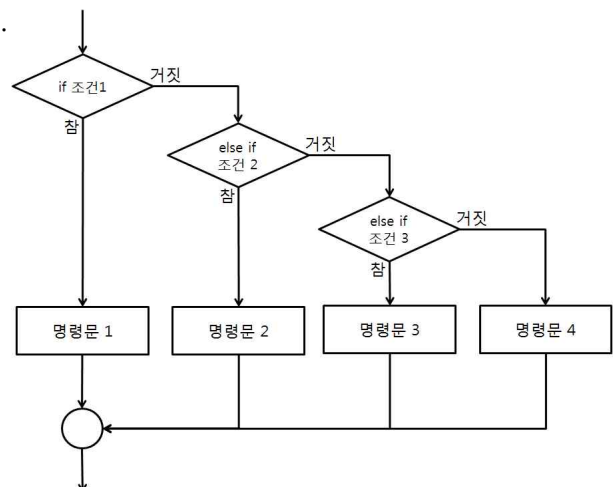 .
if 조건1
거짓
참
else if
조건 2
거짓
참
else if
조건 3
거짓
참
명령문 1
명령문 2
명령문 3
명령문 4